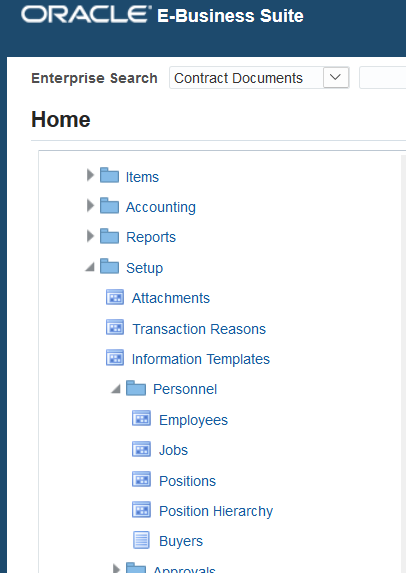 ORACLE E-Business Suite
Enterprise Search Contract Documents
Home
Items
Accounting
Reports
Setup
Attachments
Transaction Reasons
Information Templates
Personnel
Employees
Jobs
Positions
Position Hierarchy
Buyers
Approvals